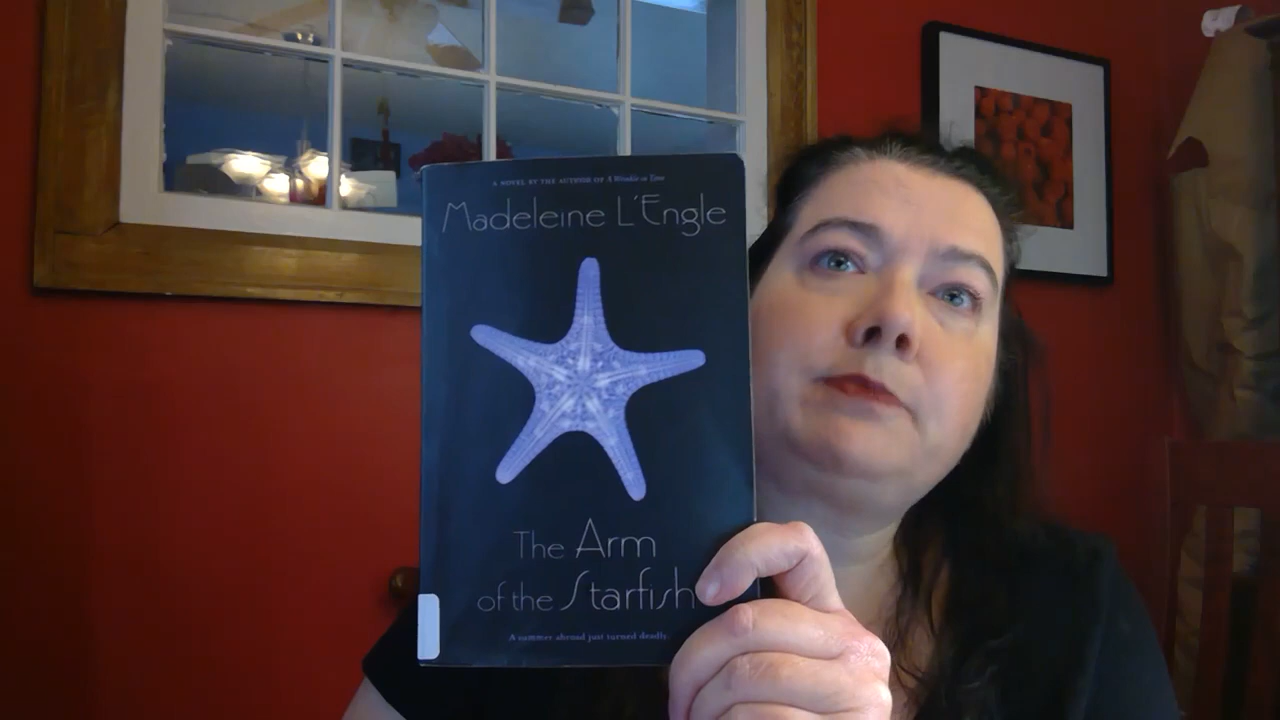 A NOVEL BY THE AUTHOR OF A Wrinkle in Time
Madeleine L'Engle
The Arm
of the Starfish
A summer abroad just turned deadly.